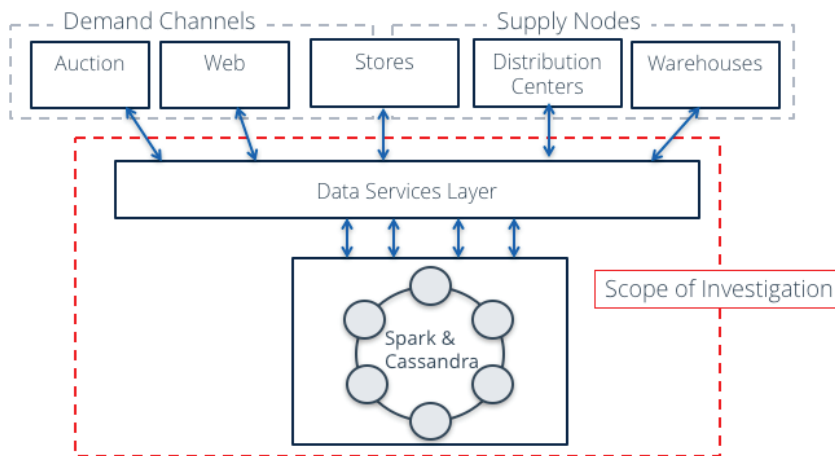 Demand Channels
Supply Nodes
Auction
Web
Stores
Distribution
Centers
Warehouses
Data Services Layer
Scope of Investigation
Spark &
Cassandra